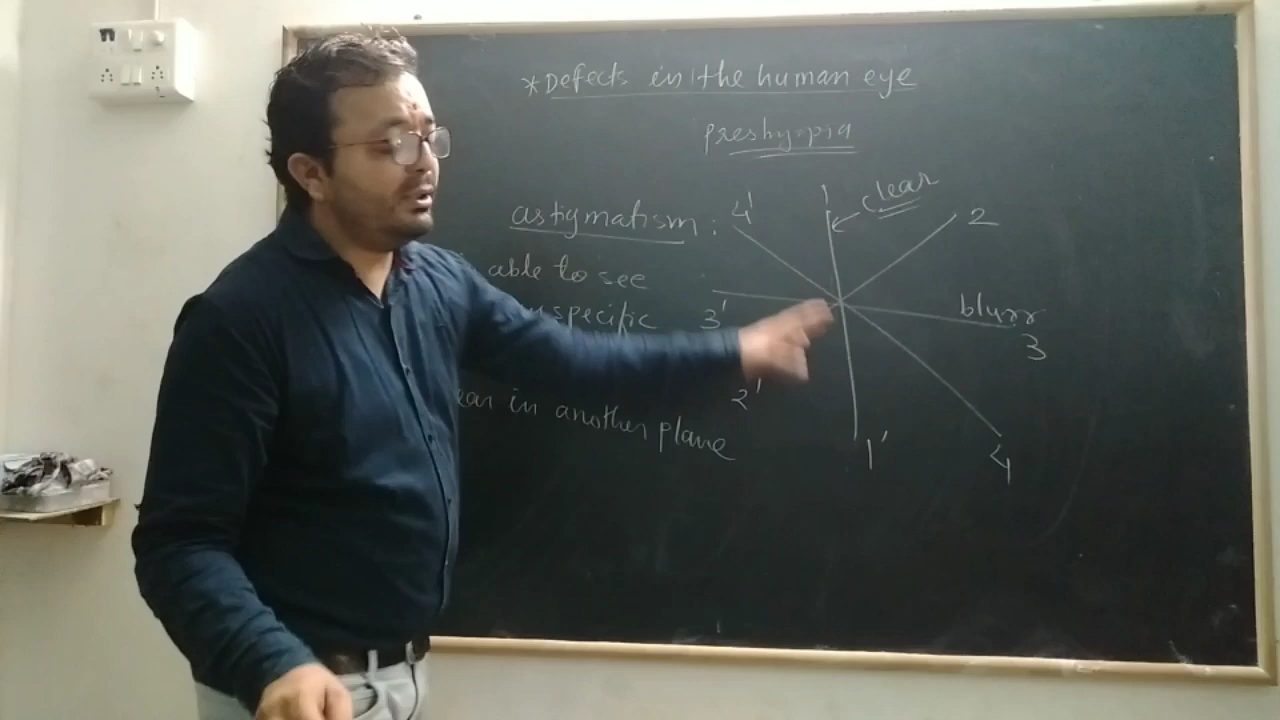 * Defects in the human eye
presbyopia
astigmatism :
able to see
specific
in another plane
4'
1
clear
2
3'
blurr
3
2'
1'
4